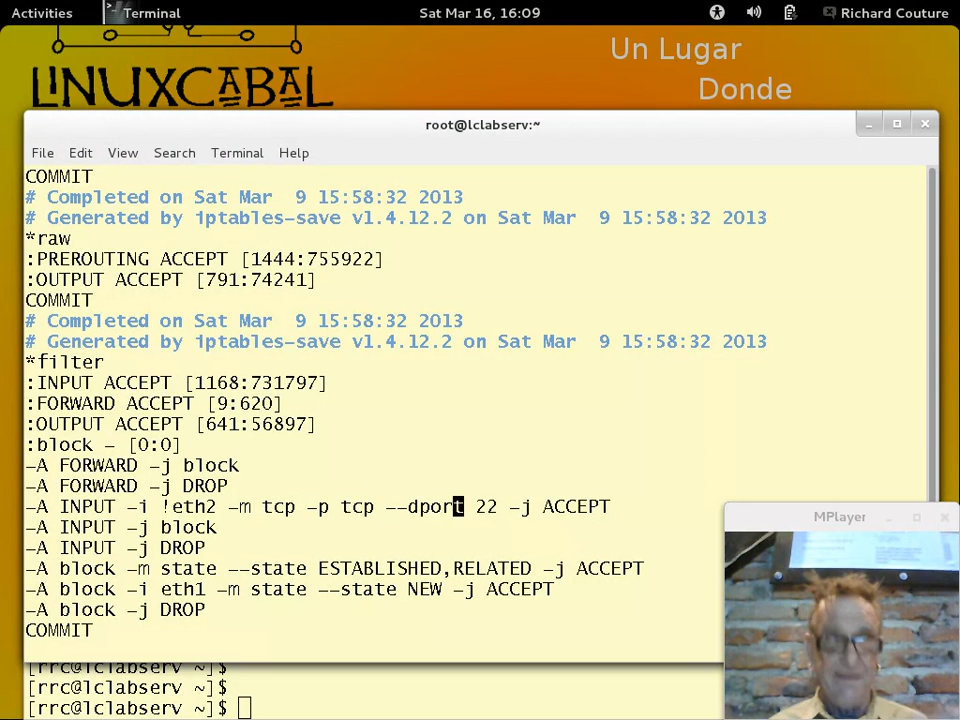 Activities
Terminal
Sat Mar 16, 16:09
Richard Couture
Un Lugar
Donde
LINUXCABAL
root@lclabserv:~
File Edit View Search Terminal Help
COMMIT
# Completed on Sat Mar  9 15:58:32 2013
# Generated by iptables-save v1.4.12.2 on Sat Mar  9 15:58:32 2013
*raw
:PREROUTING ACCEPT [1444:755922]
:OUTPUT ACCEPT [791:74241]
COMMIT
# Completed on Sat Mar  9 15:58:32 2013
# Generated by iptables-save v1.4.12.2 on Sat Mar  9 15:58:32 2013
*filter
:INPUT ACCEPT [1168:731797]
:FORWARD ACCEPT [9:620]
:OUTPUT ACCEPT [641:56897]
:block - [0:0]
-A FORWARD -j block
-A FORWARD -j DROP
-A INPUT -i !eth2 -m tcp -p tcp --dport 22 -j ACCEPT
-A INPUT -j block
-A INPUT -j DROP
-A block -m state --state ESTABLISHED,RELATED -j ACCEPT
-A block -i eth1 -m state --state NEW -j ACCEPT
-A block -j DROP
COMMIT
MPlayer
[rrc@lclabserv ~]$
[rrc@lclabserv ~]$
[rrc@lclabserv ~]$